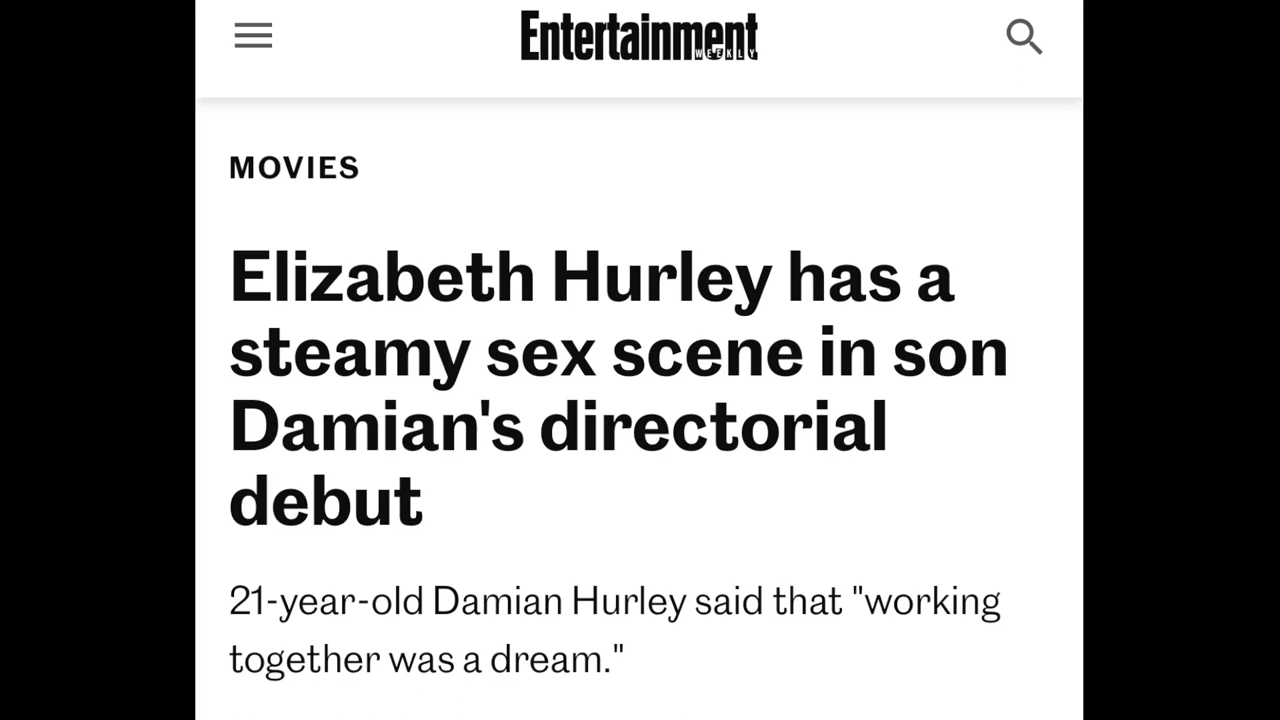 Entertainment
WEEKLY
MOVIES
Elizabeth Hurley has a
steamy sex scene in son
Damian's directorial
debut
21-year-old Damian Hurley said that "working
together was a dream."